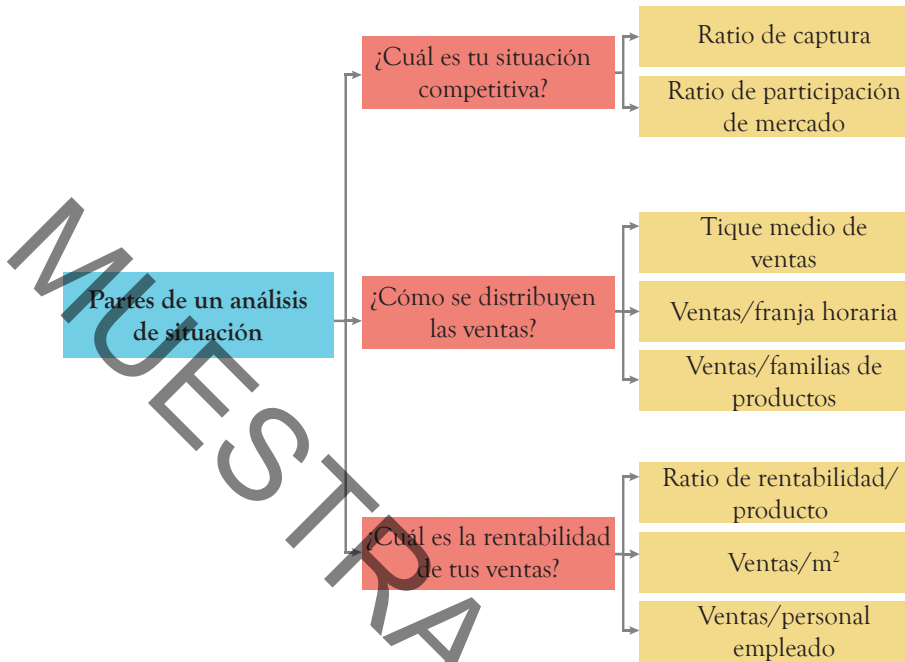 Partes de un análisis
de situación
¿Cuál es tu situación
competitiva?
Ratio de captura
Ratio de participación
de mercado
¿Cómo se distribuyen
las ventas?
Tique medio de
ventas
Ventas/franja horaria
Ventas/familias de
productos
¿Cuál es la rentabilidad
de tus ventas?
Ratio de rentabilidad/
producto
Ventas/m²
Ventas/personal
empleado
MUESTRA